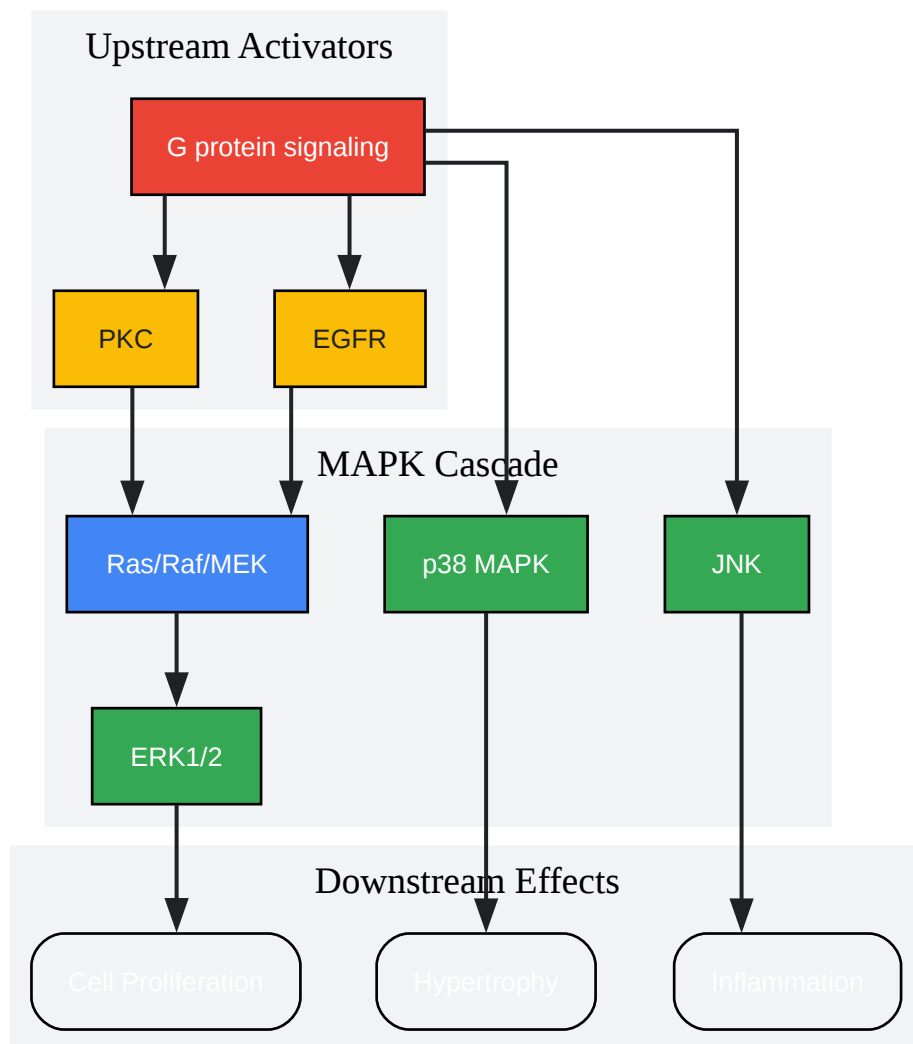 Upstream Activators
G protein signaling
PKC
EGFR
MAPK Cascade
Ras/Raf/MEK
p38 MAPK
JNK
ERK1/2
Downstream Effects
Cell Proliferation
Hypertrophy
Inflammation